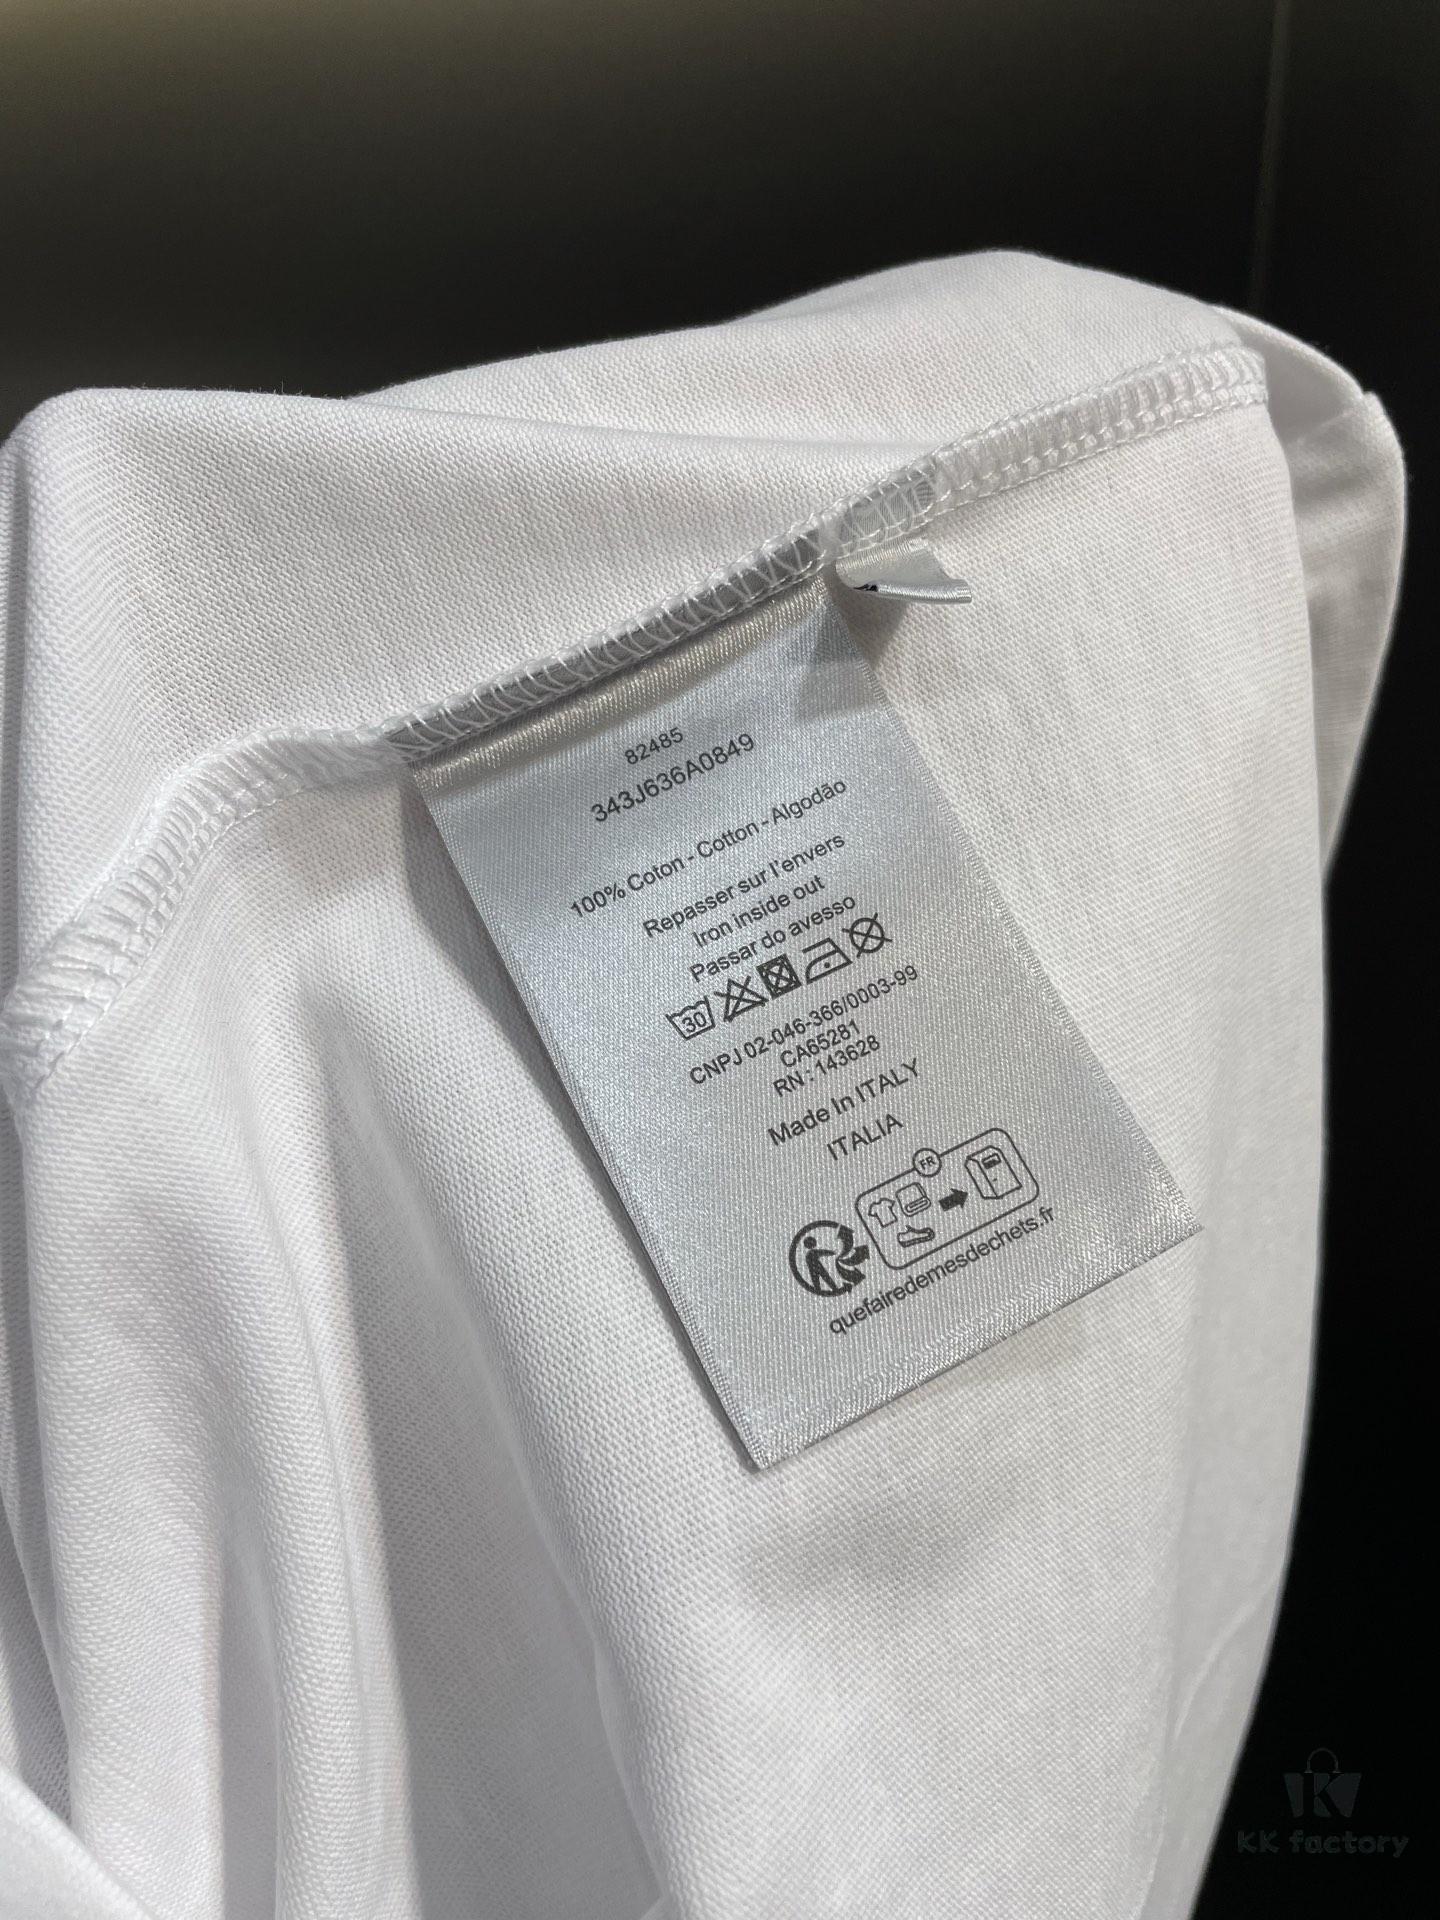 82485
343J636A0849
100% Coton - Cotton - Algodão
Repasser sur l'envers
Iron inside out
Passar do avesso
30
CNPJ 02-046-366/0003-99
CA65281
RN : 143628
Made In ITALY
ITALIA
FR
quefairedemesdechets.fr
KK factory